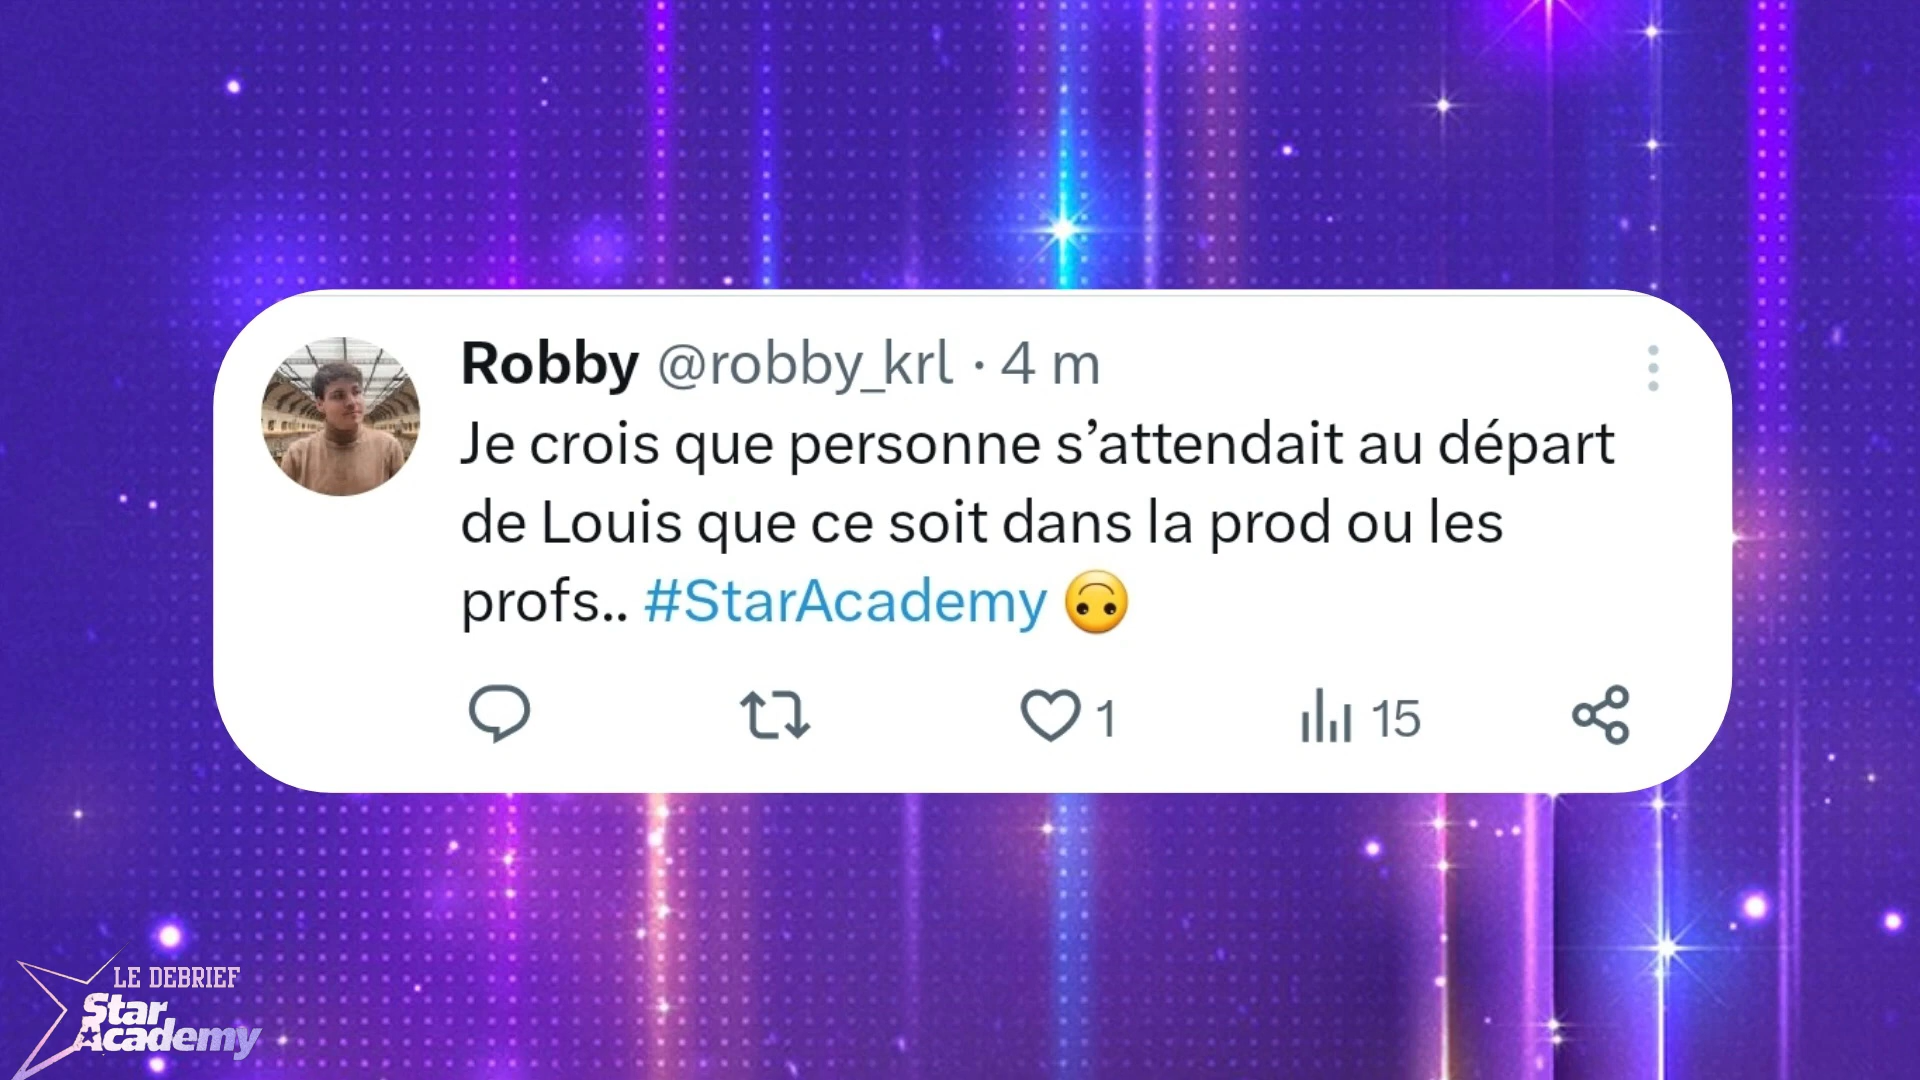 Robby @robby_krl · 4 m
Je crois que personne s’attendait au départ
de Louis que ce soit dans la prod ou les
profs.. #StarAcademy 🙃
1 15
LE DEBRIEF
Star
Academy